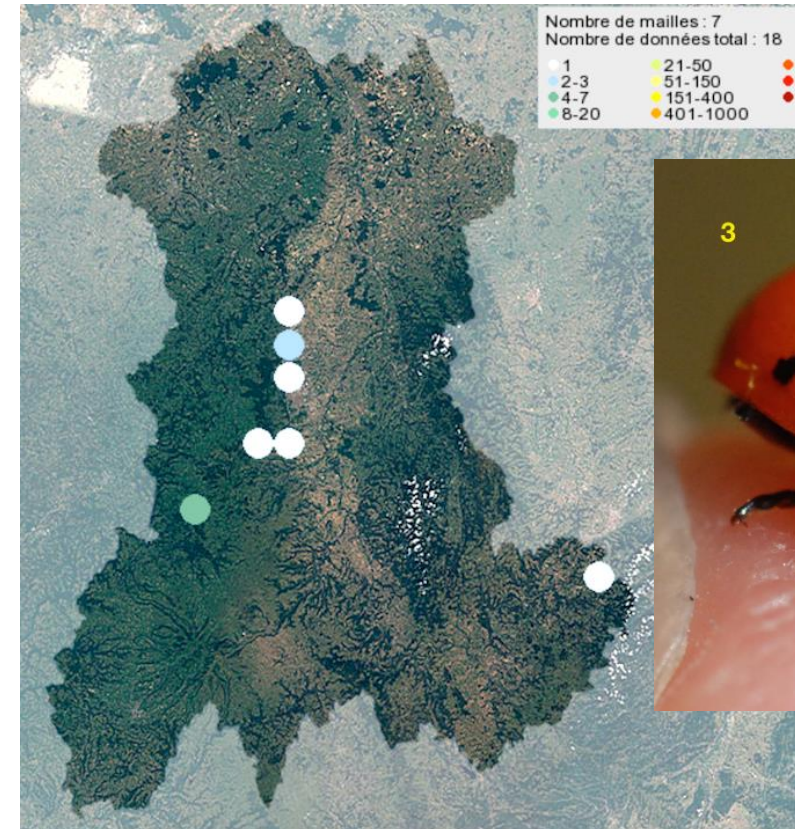 Nombre de mailles : 7
Nombre de données total : 18
1 21-50
2-3 51-150
4-7 151-400
8-20 401-1000
3